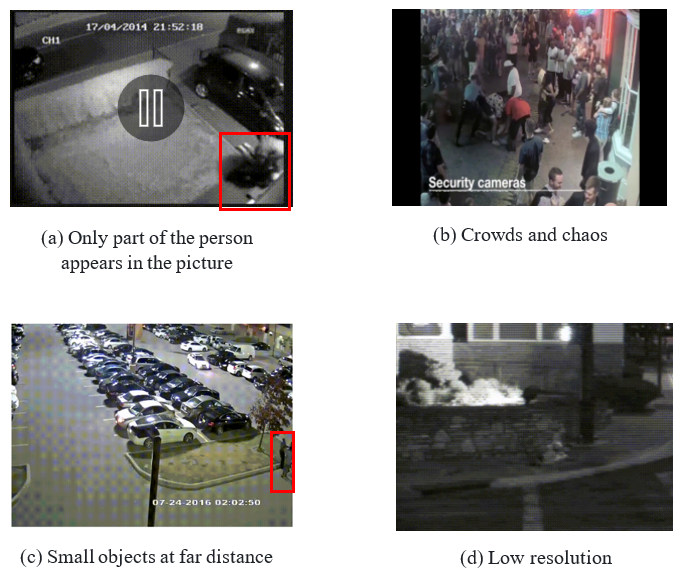 17/04/2014 21:52:18
CH1
(a) Only part of the person
appears in the picture
Security cameras
(b) Crowds and chaos
07-24-2016 02:02:50
(c) Small objects at far distance
(d) Low resolution